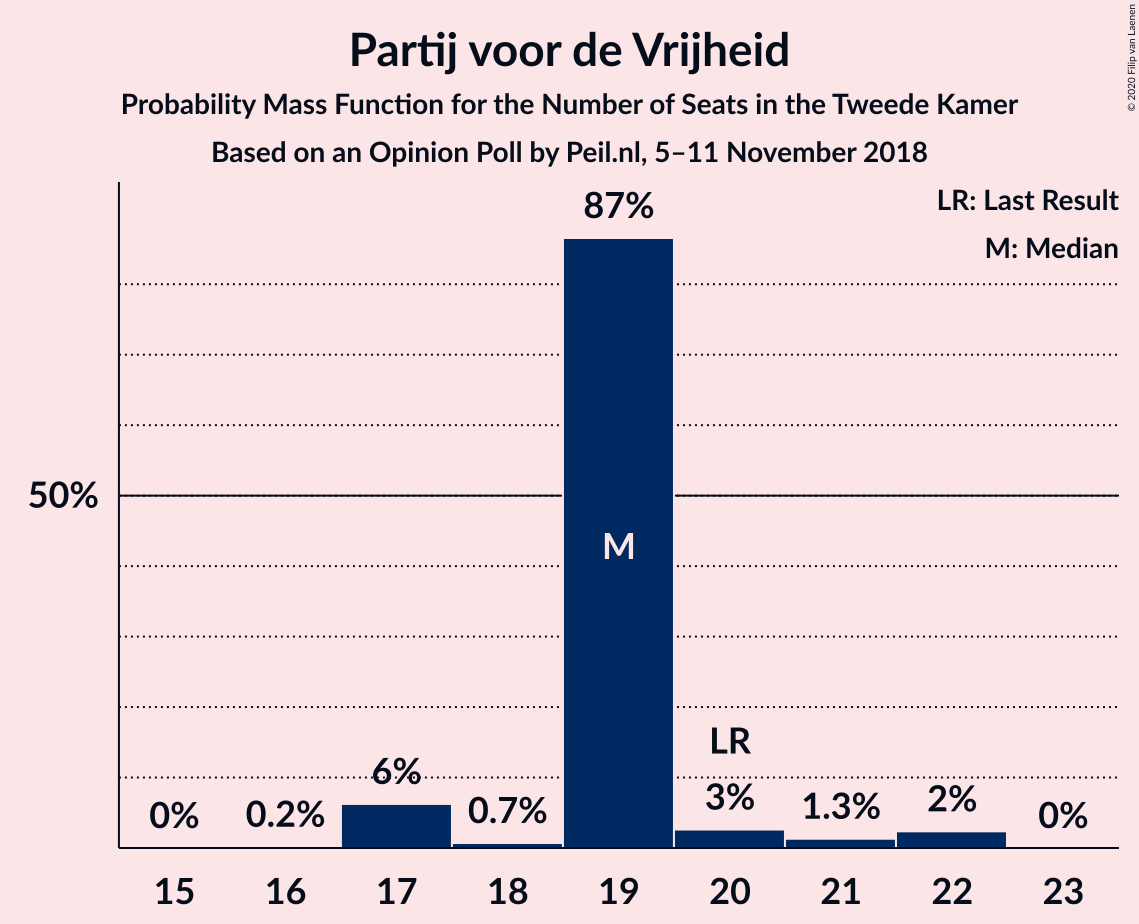 Partij voor de Vrijheid
Probability Mass Function for the Number of Seats in the Tweede Kamer
Based on an Opinion Poll by Peil.nl, 5–11 November 2018
© 2020 Filip van Laenen
LR: Last Result
M: Median
87%
50%
M
LR
0%
0.2%
6%
0.7%
3%
1.3%
2%
0%
15 16 17 18 19 20 21 22 23